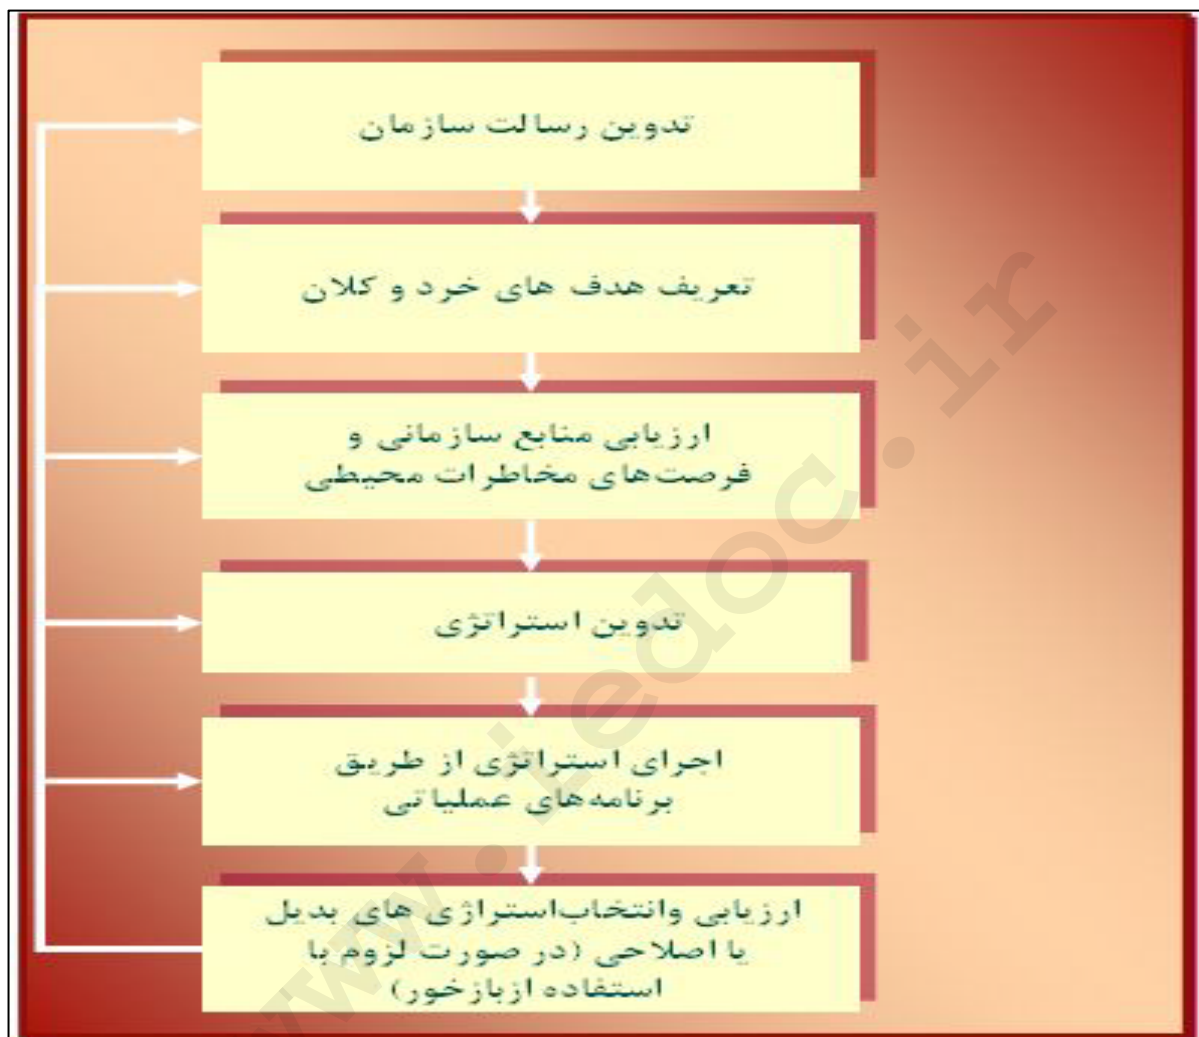 تدوین رسالت سازمان
تعریف هدف های خرد و کلان
ارزیابی منابع سازمانی و
فرصت‌های مخاطرات محیطی
تدوین استراتژی
اجرای استراتژی از طریق
برنامه‌های عملیاتی
ارزیابی وانتخاب‌استراژی های بدیل
یا اصلاحی (در صورت لزوم با
استفاده ازبازخور)
www.iedoc.ir